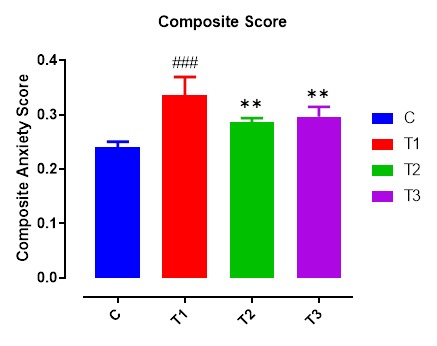 Composite Score
Composite Anxiety Score
0.4
0.3
0.2
0.1
0.0
###
**
**
C
T1
T2
T3
C
T1
T2
T3